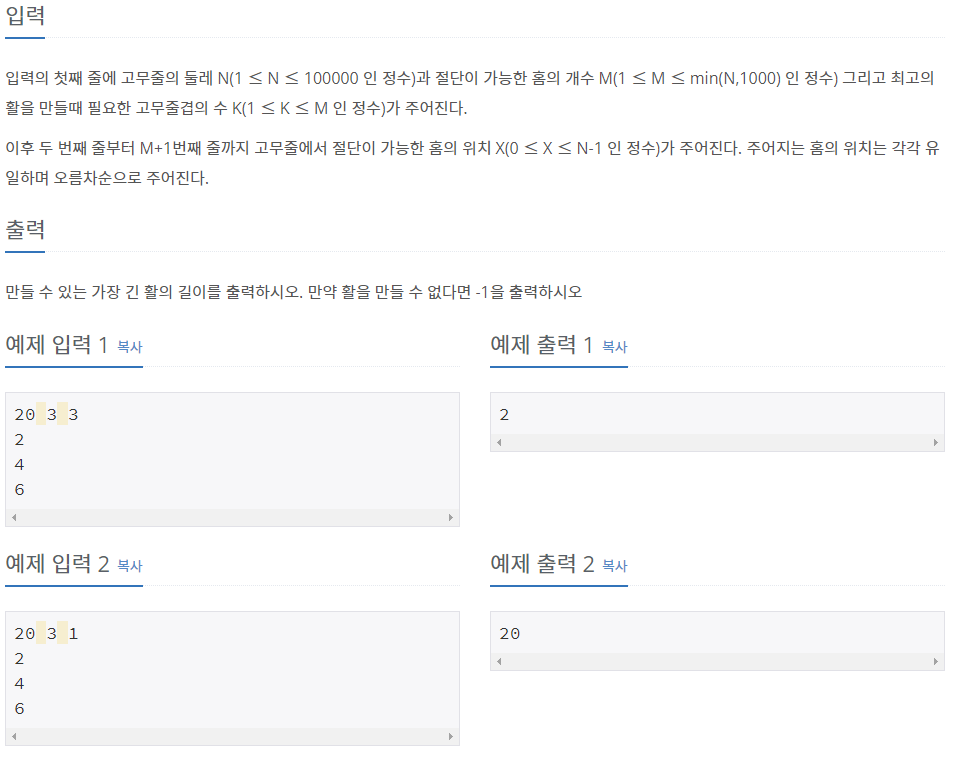 입력
입력의 첫째 줄에 고무줄의 둘레 N(1 ≤ N ≤ 100000 인 정수)과 절단이 가능한 홈의 개수 M(1 ≤ M ≤ min(N,1000) 인 정수) 그리고 최고의
활을 만들때 필요한 고무줄겹의 수 K(1 ≤ K ≤ M 인 정수)가 주어진다.
이후 두 번째 줄부터 M+1번째 줄까지 고무줄에서 절단이 가능한 홈의 위치 X(0 ≤ X ≤ N-1 인 정수)가 주어진다. 주어지는 홈의 위치는 각각 유
일하며 오름차순으로 주어진다.
출력
만들 수 있는 가장 긴 활의 길이를 출력하시오. 만약 활을 만들 수 없다면 -1을 출력하시오
예제 입력 1 복사
20 3 3
2
4
6
예제 출력 1 복사
2
예제 입력 2 복사
20 3 1
2
4
6
예제 출력 2 복사
20